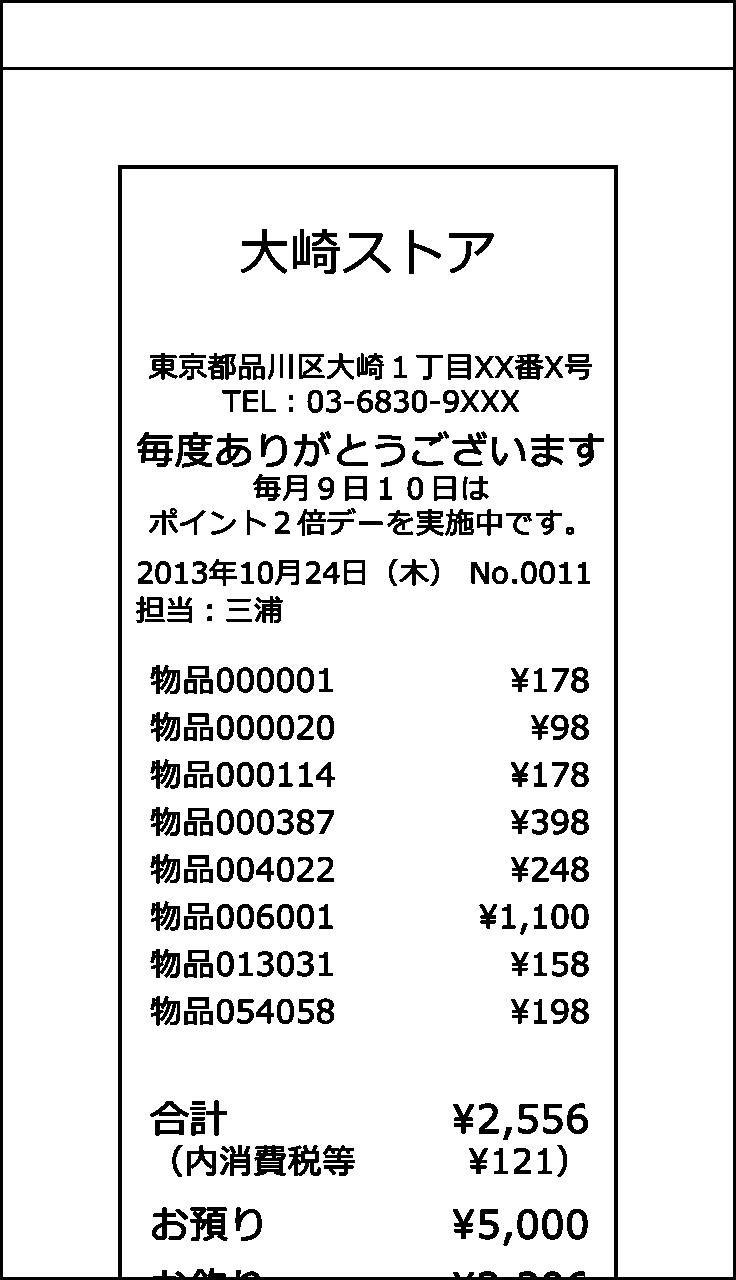 大崎ストア
東京都品川区大崎１丁目XX番X号
TEL：03-6830-9XXX
毎度ありがとうございます
毎月９日１０日は
ポイント２倍デーを実施中です。
2013年10月24日（木） No.0011
担当：三浦
物品000001 ¥178
物品000020 ¥98
物品000114 ¥178
物品000387 ¥398
物品004022 ¥248
物品006001 ¥1,100
物品013031 ¥158
物品054058 ¥198
合計 ¥2,556
（内消費税等 ¥121）
お預り ¥5,000